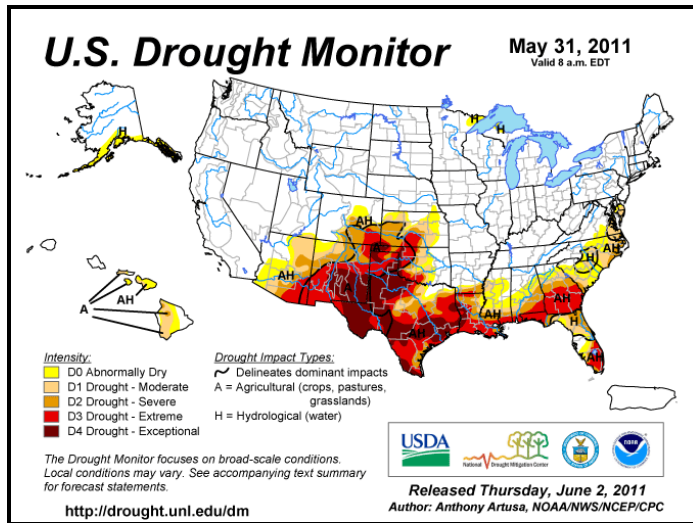 U.S. Drought Monitor
May 31, 2011
Valid 8 a.m. EDT
H
H
H
AH
A
AH
AH
H
AH
AH
AH
H
AH
A
AH
AH
Intensity:
D0 Abnormally Dry
D1 Drought - Moderate
D2 Drought - Severe
D3 Drought - Extreme
D4 Drought - Exceptional
Drought Impact Types:
Delineates dominant impacts
A = Agricultural (crops, pastures,
grasslands)
H = Hydrological (water)
The Drought Monitor focuses on broad-scale conditions.
Local conditions may vary. See accompanying text summary
for forecast statements.
http://drought.unl.edu/dm
USDA
National Drought Mitigation Center
NOAA
Released Thursday, June 2, 2011
Author: Anthony Artusa, NOAA/NWS/NCEP/CPC